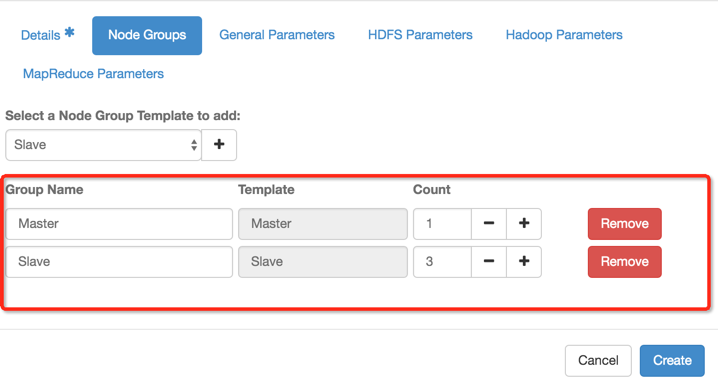 Details * Node Groups General Parameters HDFS Parameters Hadoop Parameters
MapReduce Parameters
Select a Node Group Template to add:
Slave +
Group Name Template Count
Master Master 1 - + Remove
Slave Slave 3 - + Remove
Cancel Create